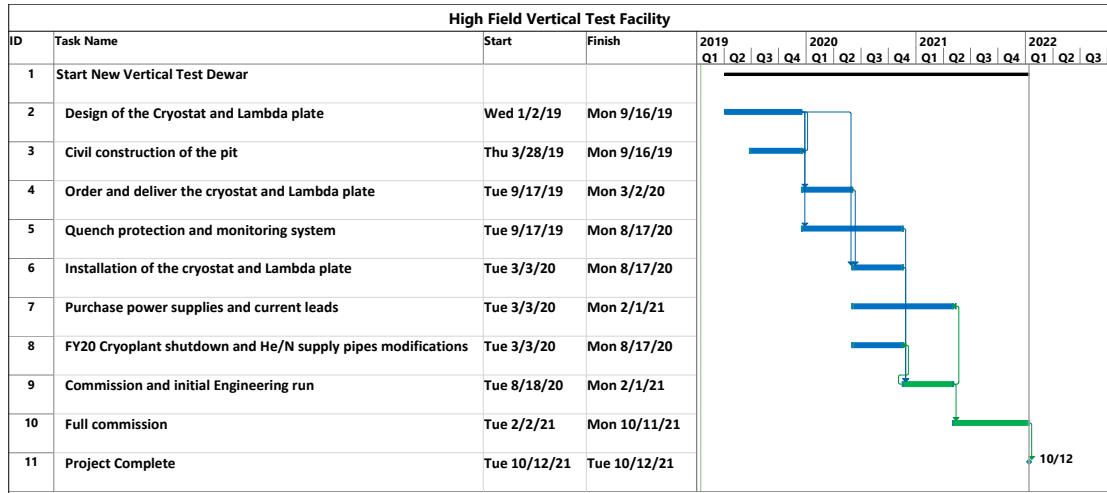 High Field Vertical Test Facility
ID Task Name Start Finish 2019 2020 2021 2022
Q1 Q2 Q3 Q4 Q1 Q2 Q3 Q4 Q1 Q2 Q3 Q4 Q1 Q2 Q3
1 Start New Vertical Test Dewar
2 Design of the Cryostat and Lambda plate Wed 1/2/19 Mon 9/16/19
3 Civil construction of the pit Thu 3/28/19 Mon 9/16/19
4 Order and deliver the cryostat and Lambda plate Tue 9/17/19 Mon 3/2/20
5 Quench protection and monitoring system Tue 9/17/19 Mon 8/17/20
6 Installation of the cryostat and Lambda plate Tue 3/3/20 Mon 8/17/20
7 Purchase power supplies and current leads Tue 3/3/20 Mon 2/1/21
8 FY20 Cryoplant shutdown and He/N supply pipes modifications Tue 3/3/20 Mon 8/17/20
9 Commission and initial Engineering run Tue 8/18/20 Mon 2/1/21
10 Full commission Tue 2/2/21 Mon 10/11/21
11 Project Complete Tue 10/12/21 Tue 10/12/21 10/12